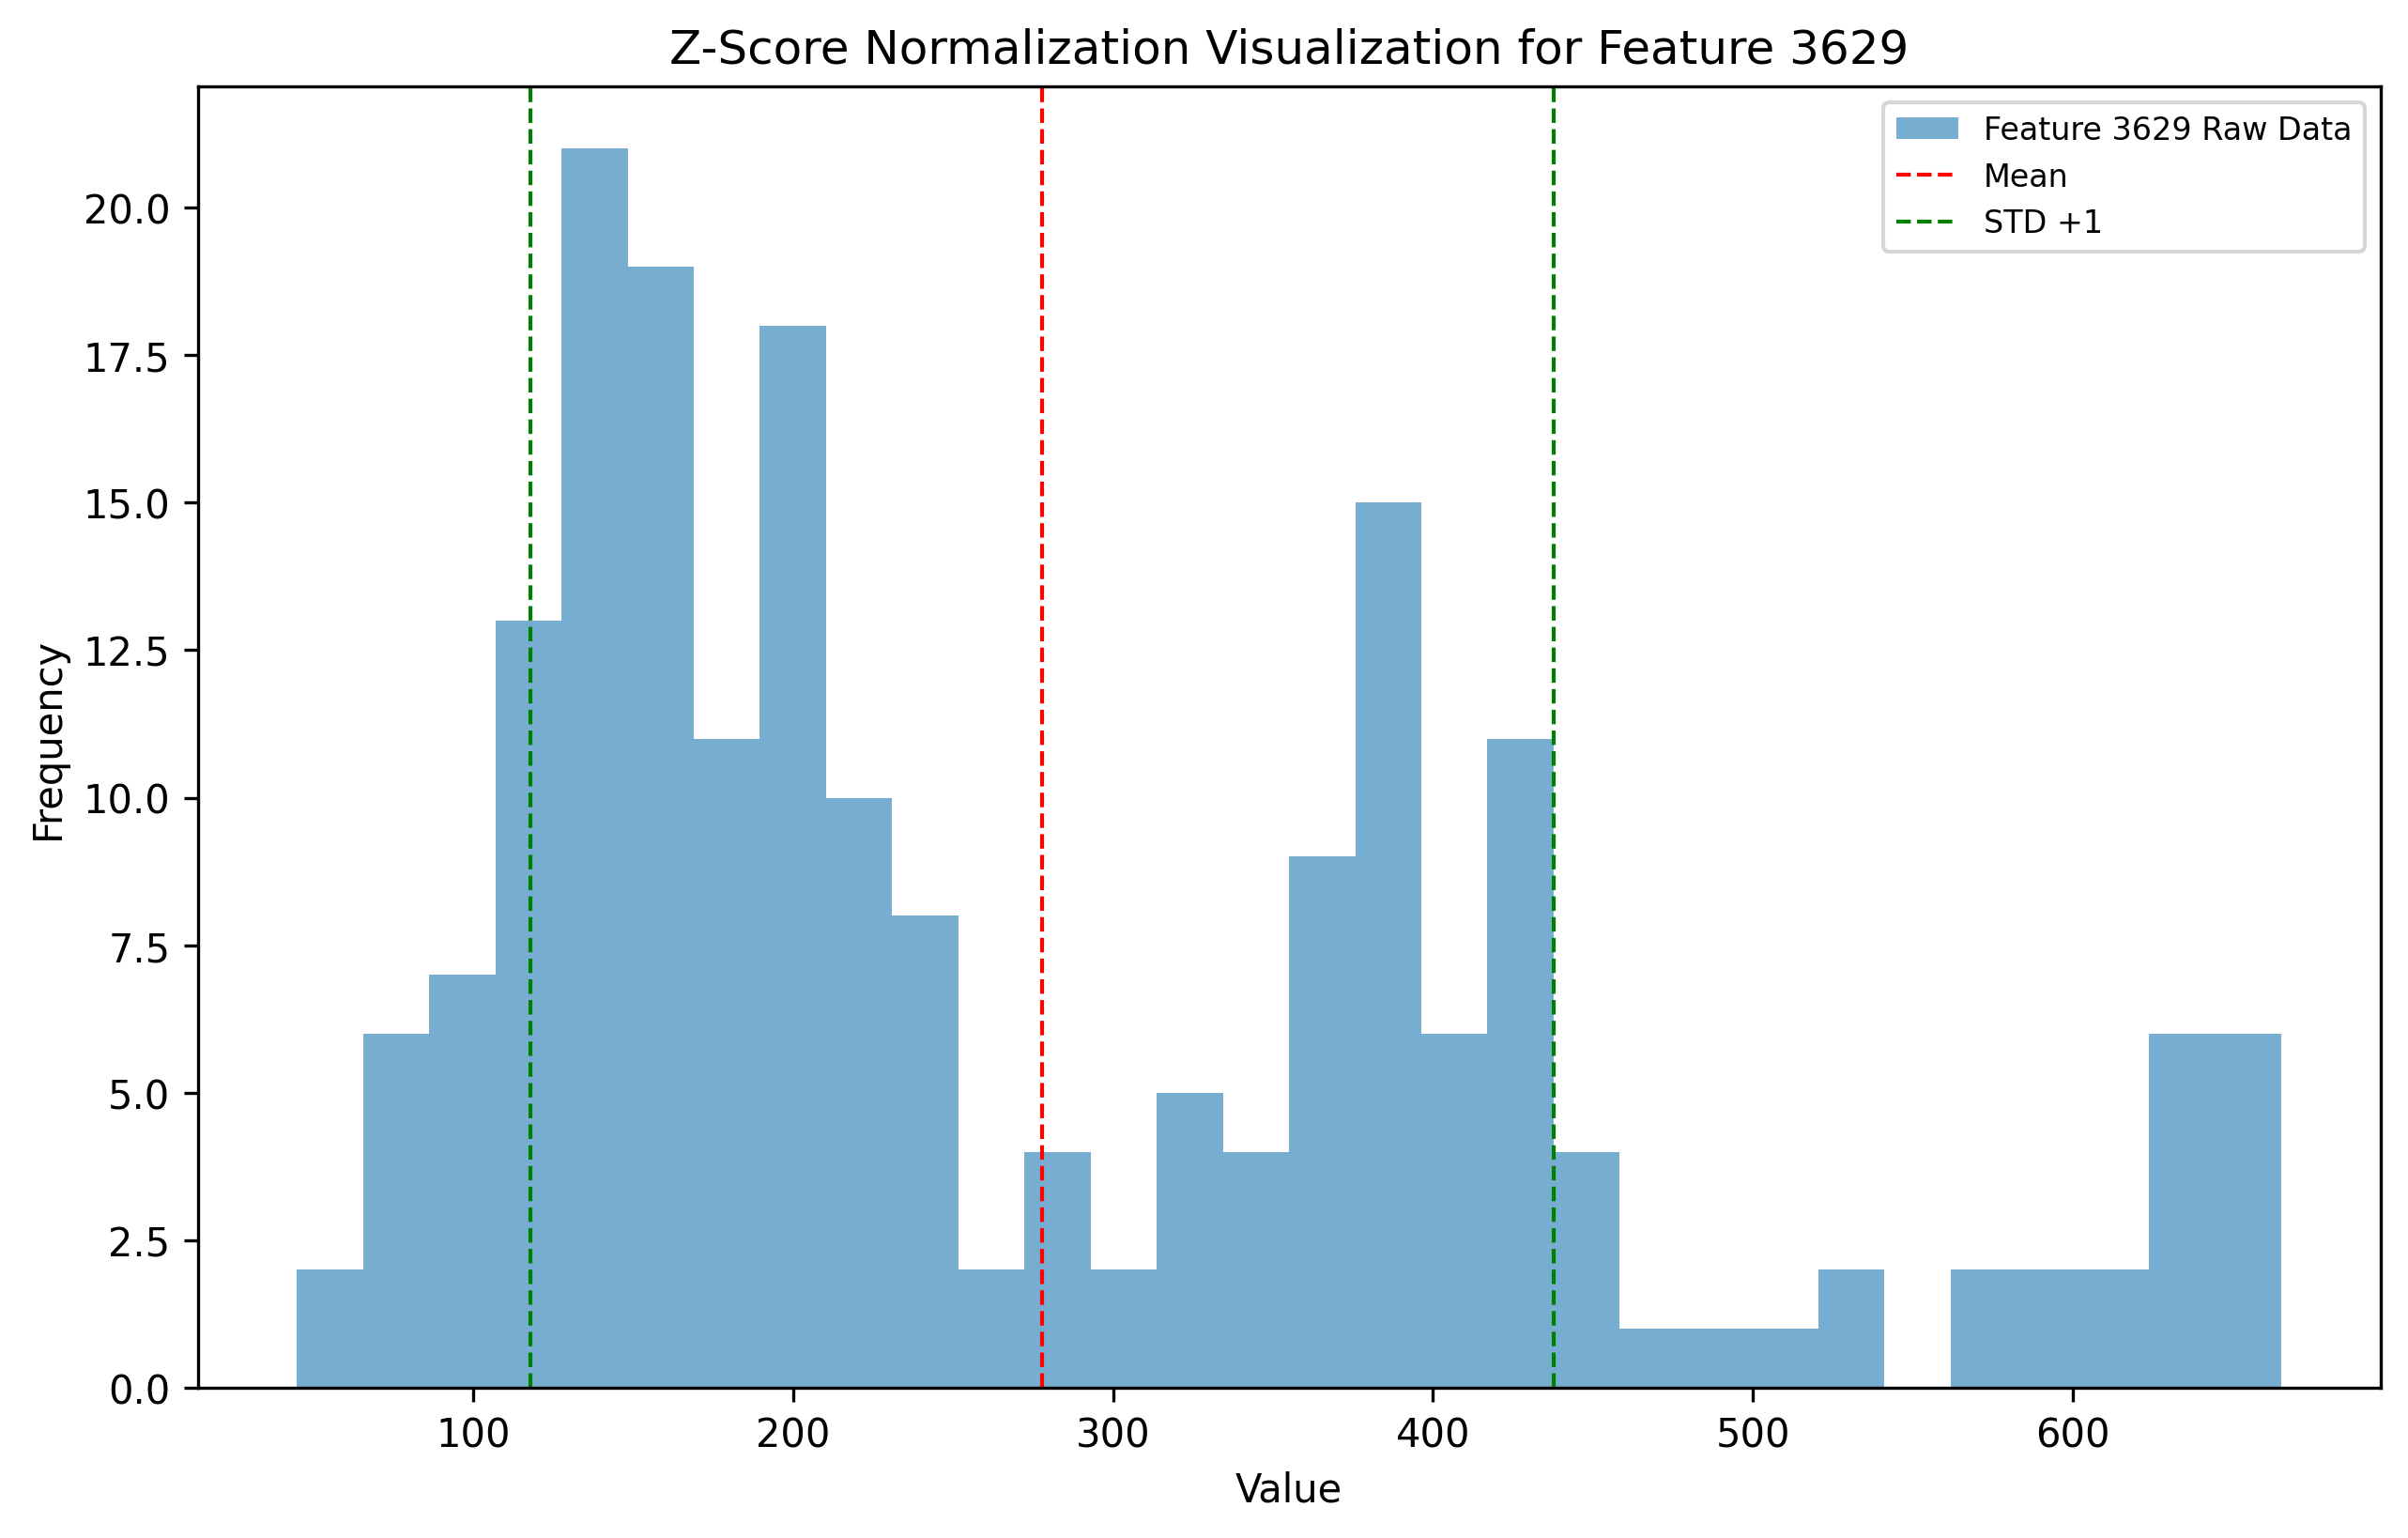 Z-Score Normalization Visualization for Feature 3629
Feature 3629 Raw Data
Mean
STD +1
20.0
17.5
15.0
12.5
10.0
7.5
5.0
2.5
0.0
Frequency
100 200 300 400 500 600
Value